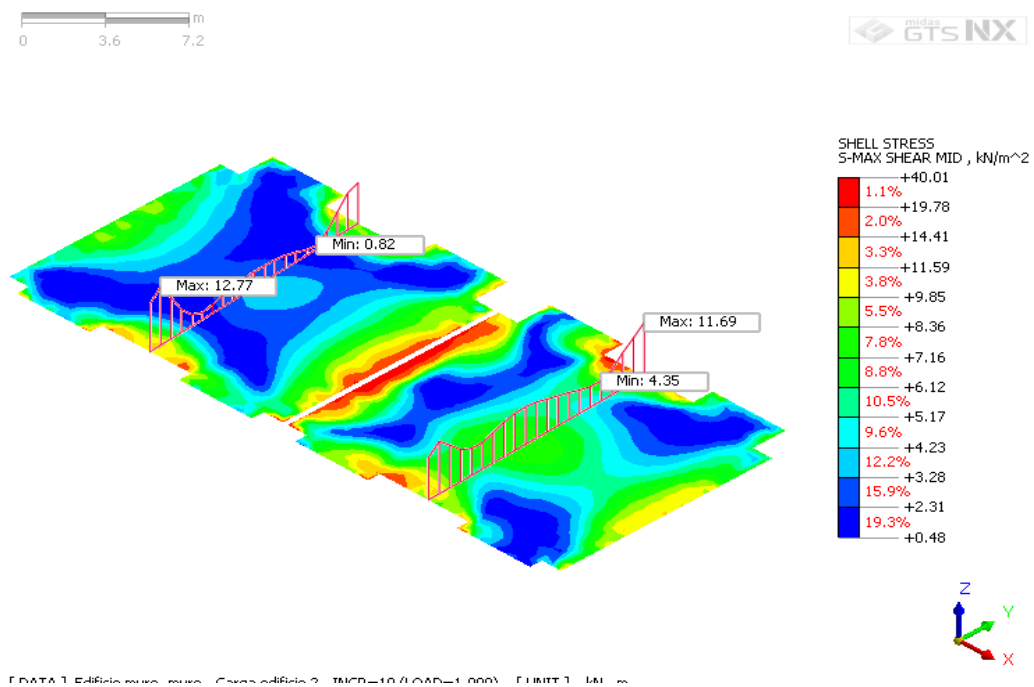 m
0 3.6 7.2
midas
GTS NX
SHELL STRESS
S-MAX SHEAR MID , kN/m^2
+40.01
1.1%
+19.78
2.0%
+14.41
3.3%
+11.59
3.8%
+9.85
5.5%
+8.36
7.8%
+7.16
8.8%
+6.12
10.5%
+5.17
9.6%
+4.23
12.2%
+3.28
15.9%
+2.31
19.3%
+0.48
Min: 0.82
Max: 12.77
Max: 11.69
Min: 4.35
Z
Y
X
[ DATA ] Edificio muro, muro , Carga edificio 2 , INCR=10 (LOAD=1.000) , [ UNIT ] kN , m